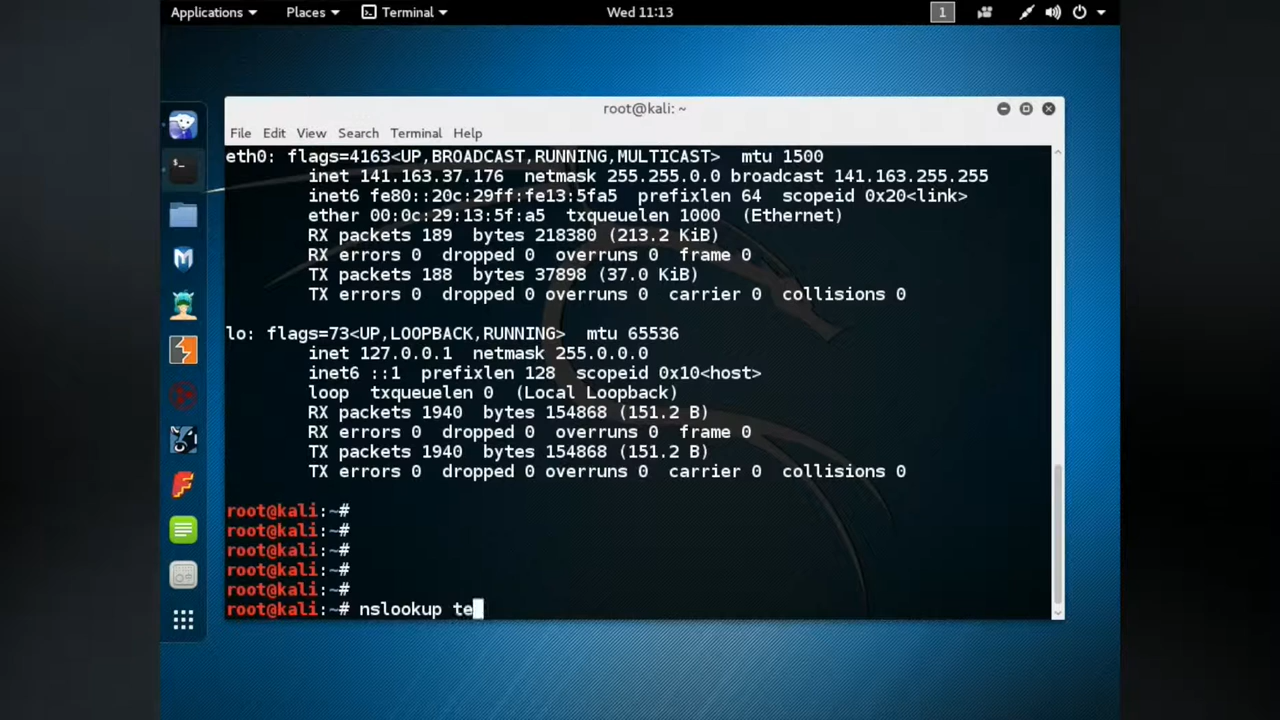 Applications Places Terminal Wed 11:13 1
root@kali: ~
File Edit View Search Terminal Help
eth0: flags=4163<UP,BROADCAST,RUNNING,MULTICAST> mtu 1500
inet 141.163.37.176 netmask 255.255.0.0 broadcast 141.163.255.255
inet6 fe80::20c:29ff:fe13:5fa5 prefixlen 64 scopeid 0x20<link>
ether 00:0c:29:13:5f:a5 txqueuelen 1000 (Ethernet)
RX packets 189 bytes 218380 (213.2 KiB)
RX errors 0 dropped 0 overruns 0 frame 0
TX packets 188 bytes 37898 (37.0 KiB)
TX errors 0 dropped 0 overruns 0 carrier 0 collisions 0
lo: flags=73<UP,LOOPBACK,RUNNING> mtu 65536
inet 127.0.0.1 netmask 255.0.0.0
inet6 ::1 prefixlen 128 scopeid 0x10<host>
loop txqueuelen 0 (Local Loopback)
RX packets 1940 bytes 154868 (151.2 B)
RX errors 0 dropped 0 overruns 0 frame 0
TX packets 1940 bytes 154868 (151.2 B)
TX errors 0 dropped 0 overruns 0 carrier 0 collisions 0
root@kali:~#
root@kali:~#
root@kali:~#
root@kali:~#
root@kali:~#
root@kali:~# nslookup te